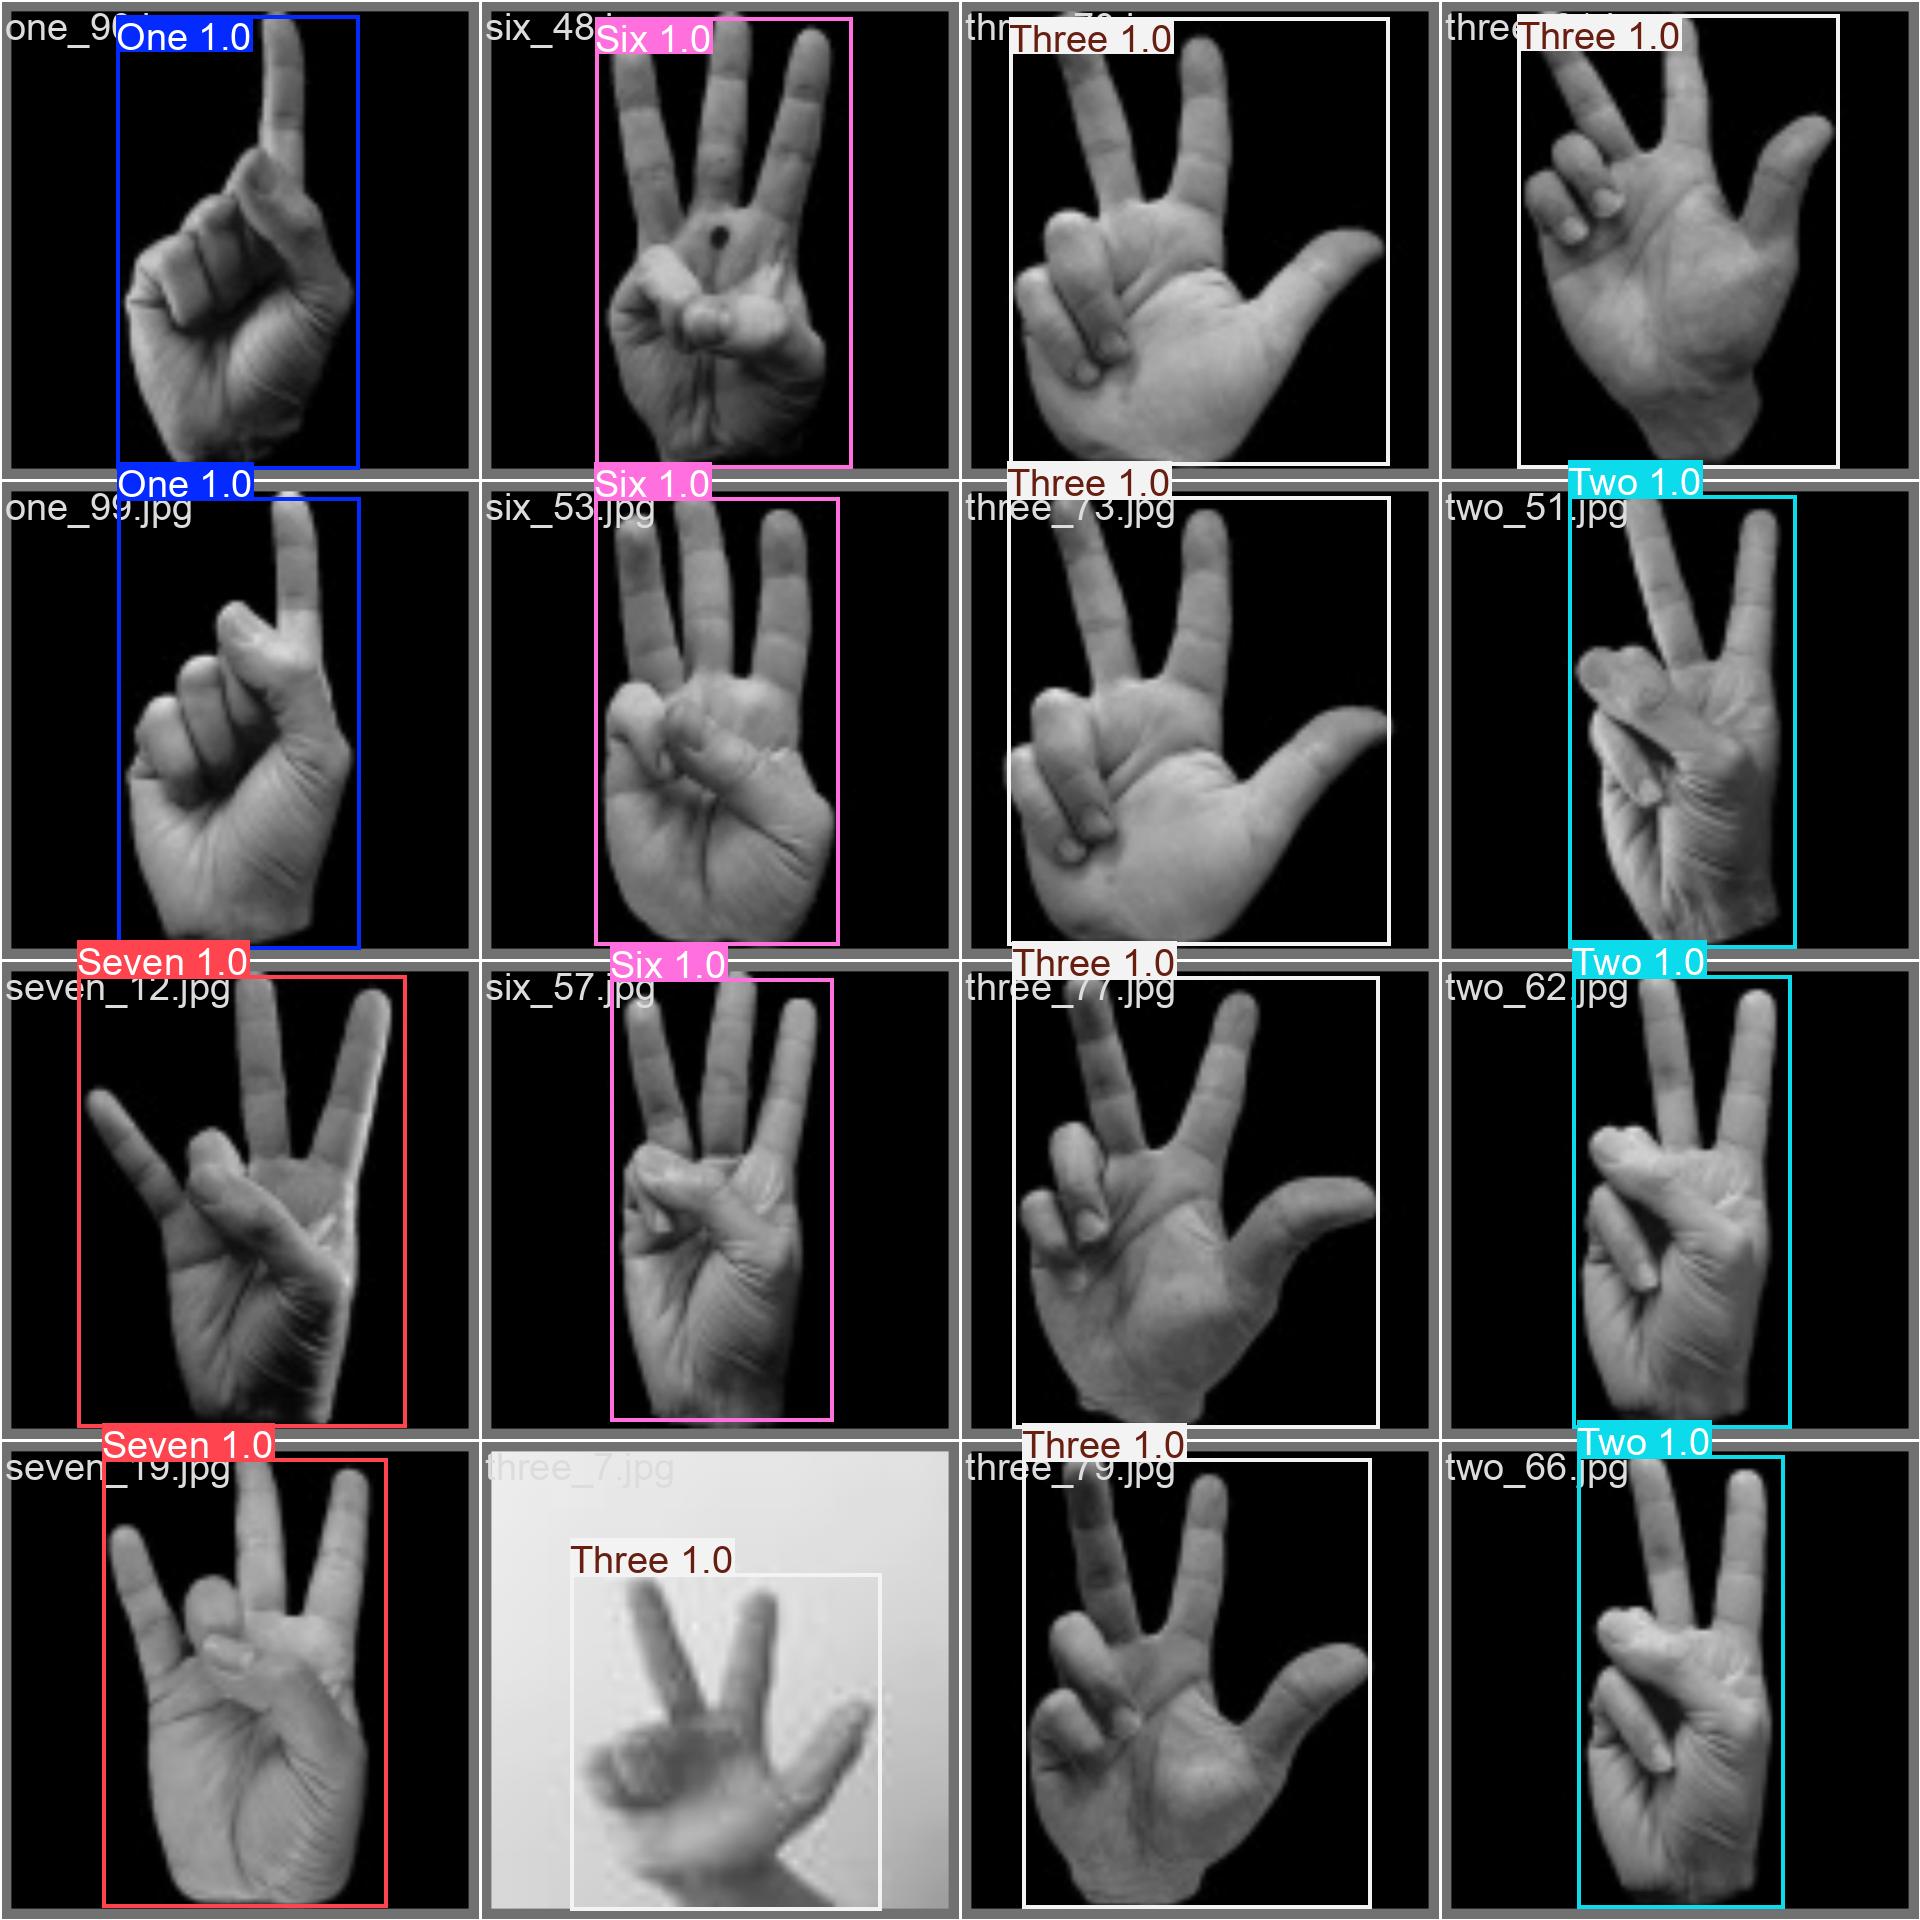 one_9
One 1.0
six_48
Six 1.0
Three 1.0
three
Three 1.0
one_99.jpg
One 1.0
six_53.jpg
Six 1.0
three_73.jpg
Three 1.0
two_51.jpg
Two 1.0
seven_12.jpg
Seven 1.0
six_57.jpg
Six 1.0
three_77.jpg
Three 1.0
two_62.jpg
Two 1.0
seven_19.jpg
Seven 1.0
three_7.jpg
Three 1.0
three_79.jpg
Three 1.0
two_66.jpg
Two 1.0